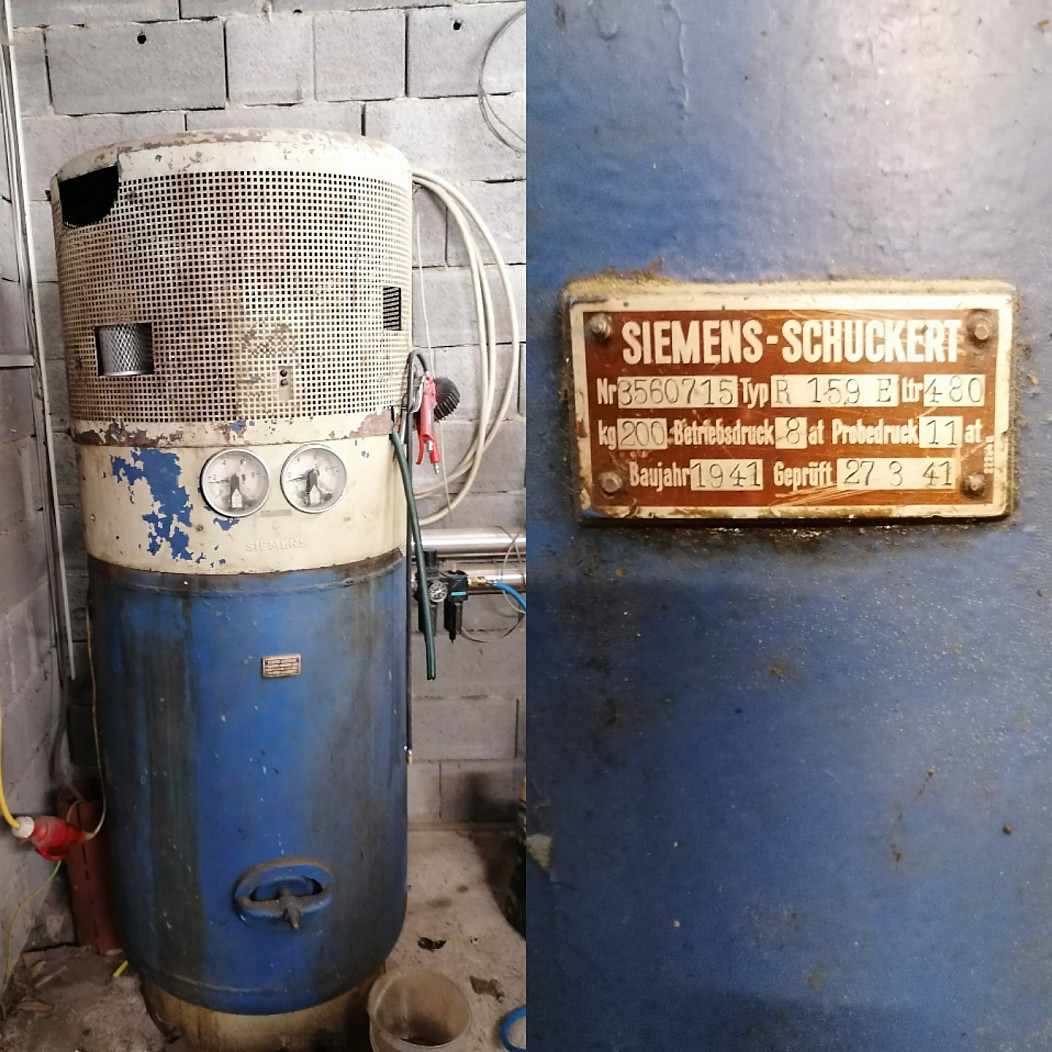 SIEMENS
SIEMENS-SCHUCKERT
Nr 3560715 Typ R 159 E ltr 480
kg 200 Betriebsdruck 8 at Probedruck 11 at
Baujahr 1941 Geprüft 27 3 41